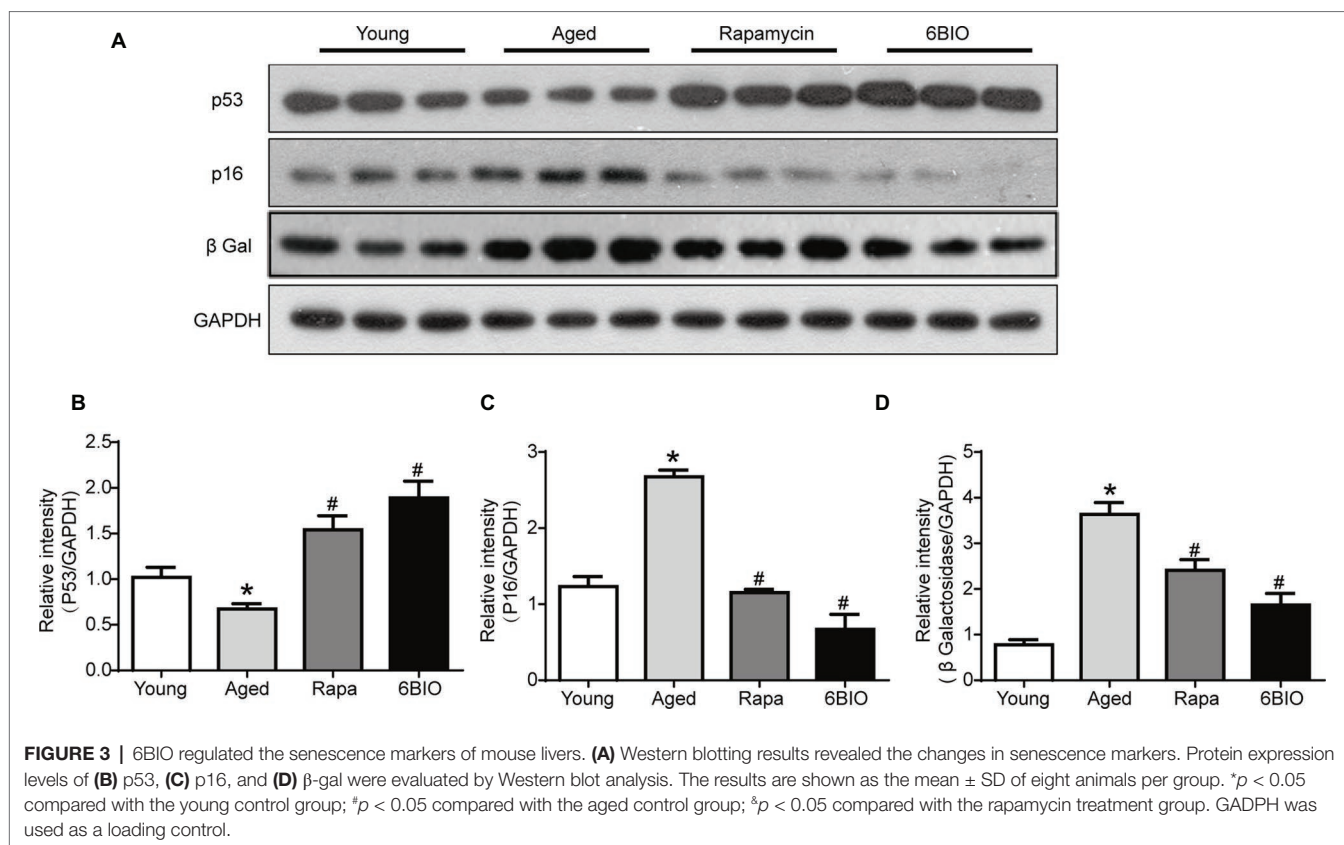 A
Young Aged Rapamycin 6BIO
p53
p16
β Gal
GAPDH
B
Relative intensity
(P53/GAPDH)
2.5
2.0
1.5
1.0
0.5
0.0
*
#
#
Young Aged Rapa 6BIO
C
Relative intensity
(P16/GAPDH)
3
2
1
0
*
#
#
Young Aged Rapa 6BIO
D
Relative intensity
( β Galactosidase/GAPDH)
5
4
3
2
1
0
*
#
#
Young Aged Rapa 6BIO
FIGURE 3 | 6BIO regulated the senescence markers of mouse livers. (A) Western blotting results revealed the changes in senescence markers. Protein expression
levels of (B) p53, (C) p16, and (D) β-gal were evaluated by Western blot analysis. The results are shown as the mean ± SD of eight animals per group. *p < 0.05
compared with the young control group; #p < 0.05 compared with the aged control group; &p < 0.05 compared with the rapamycin treatment group. GADPH was
used as a loading control.